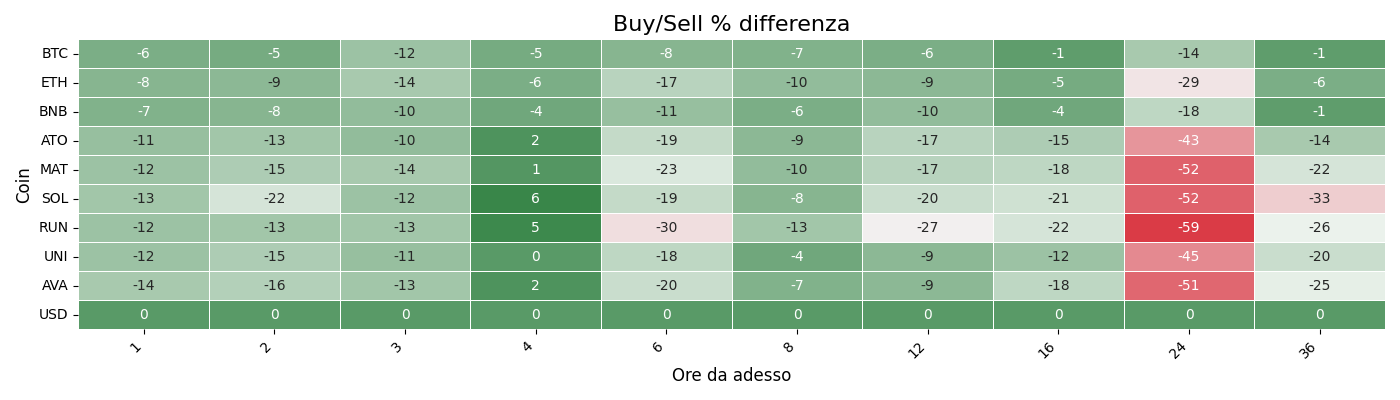 Buy/Sell % differenza
Coin
BTC -6 -5 -12 -5 -8 -7 -6 -1 -14 -1
ETH -8 -9 -14 -6 -17 -10 -9 -5 -29 -6
BNB -7 -8 -10 -4 -11 -6 -10 -4 -18 -1
ATO -11 -13 -10 2 -19 -9 -17 -15 -43 -14
MAT -12 -15 -14 1 -23 -10 -17 -18 -52 -22
SOL -13 -22 -12 6 -19 -8 -20 -21 -52 -33
RUN -12 -13 -13 5 -30 -13 -27 -22 -59 -26
UNI -12 -15 -11 0 -18 -4 -9 -12 -45 -20
AVA -14 -16 -13 2 -20 -7 -9 -18 -51 -25
USD 0 0 0 0 0 0 0 0 0 0
1 2 3 4 6 8 12 16 24 36
Ore da adesso